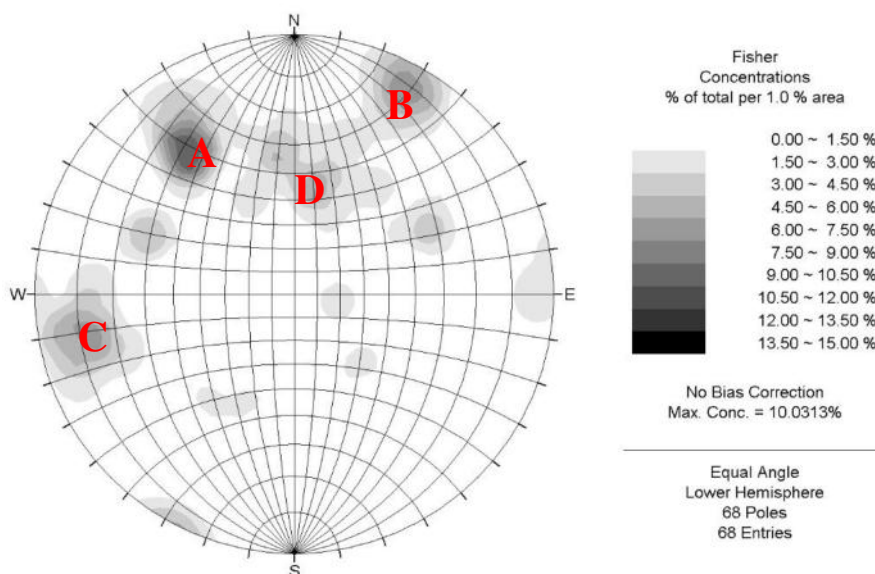 N
B
A
D
W
E
C
S
Fisher
Concentrations
% of total per 1.0 % area
0.00 ~ 1.50 %
1.50 ~ 3.00 %
3.00 ~ 4.50 %
4.50 ~ 6.00 %
6.00 ~ 7.50 %
7.50 ~ 9.00 %
9.00 ~ 10.50 %
10.50 ~ 12.00 %
12.00 ~ 13.50 %
13.50 ~ 15.00 %
No Bias Correction
Max. Conc. = 10.0313%
Equal Angle
Lower Hemisphere
68 Poles
68 Entries